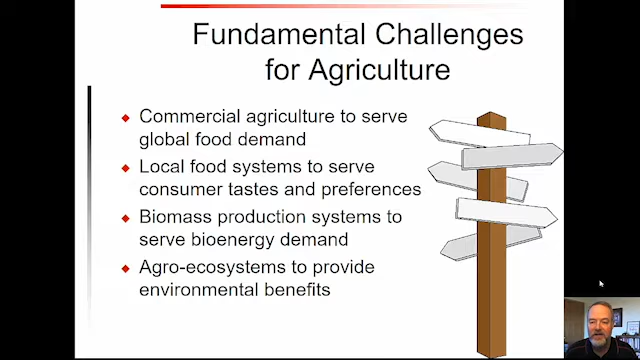 Fundamental Challenges
for Agriculture
Commercial agriculture to serve
global food demand
Local food systems to serve
consumer tastes and preferences
Biomass production systems to
serve bioenergy demand
Agro-ecosystems to provide
environmental benefits